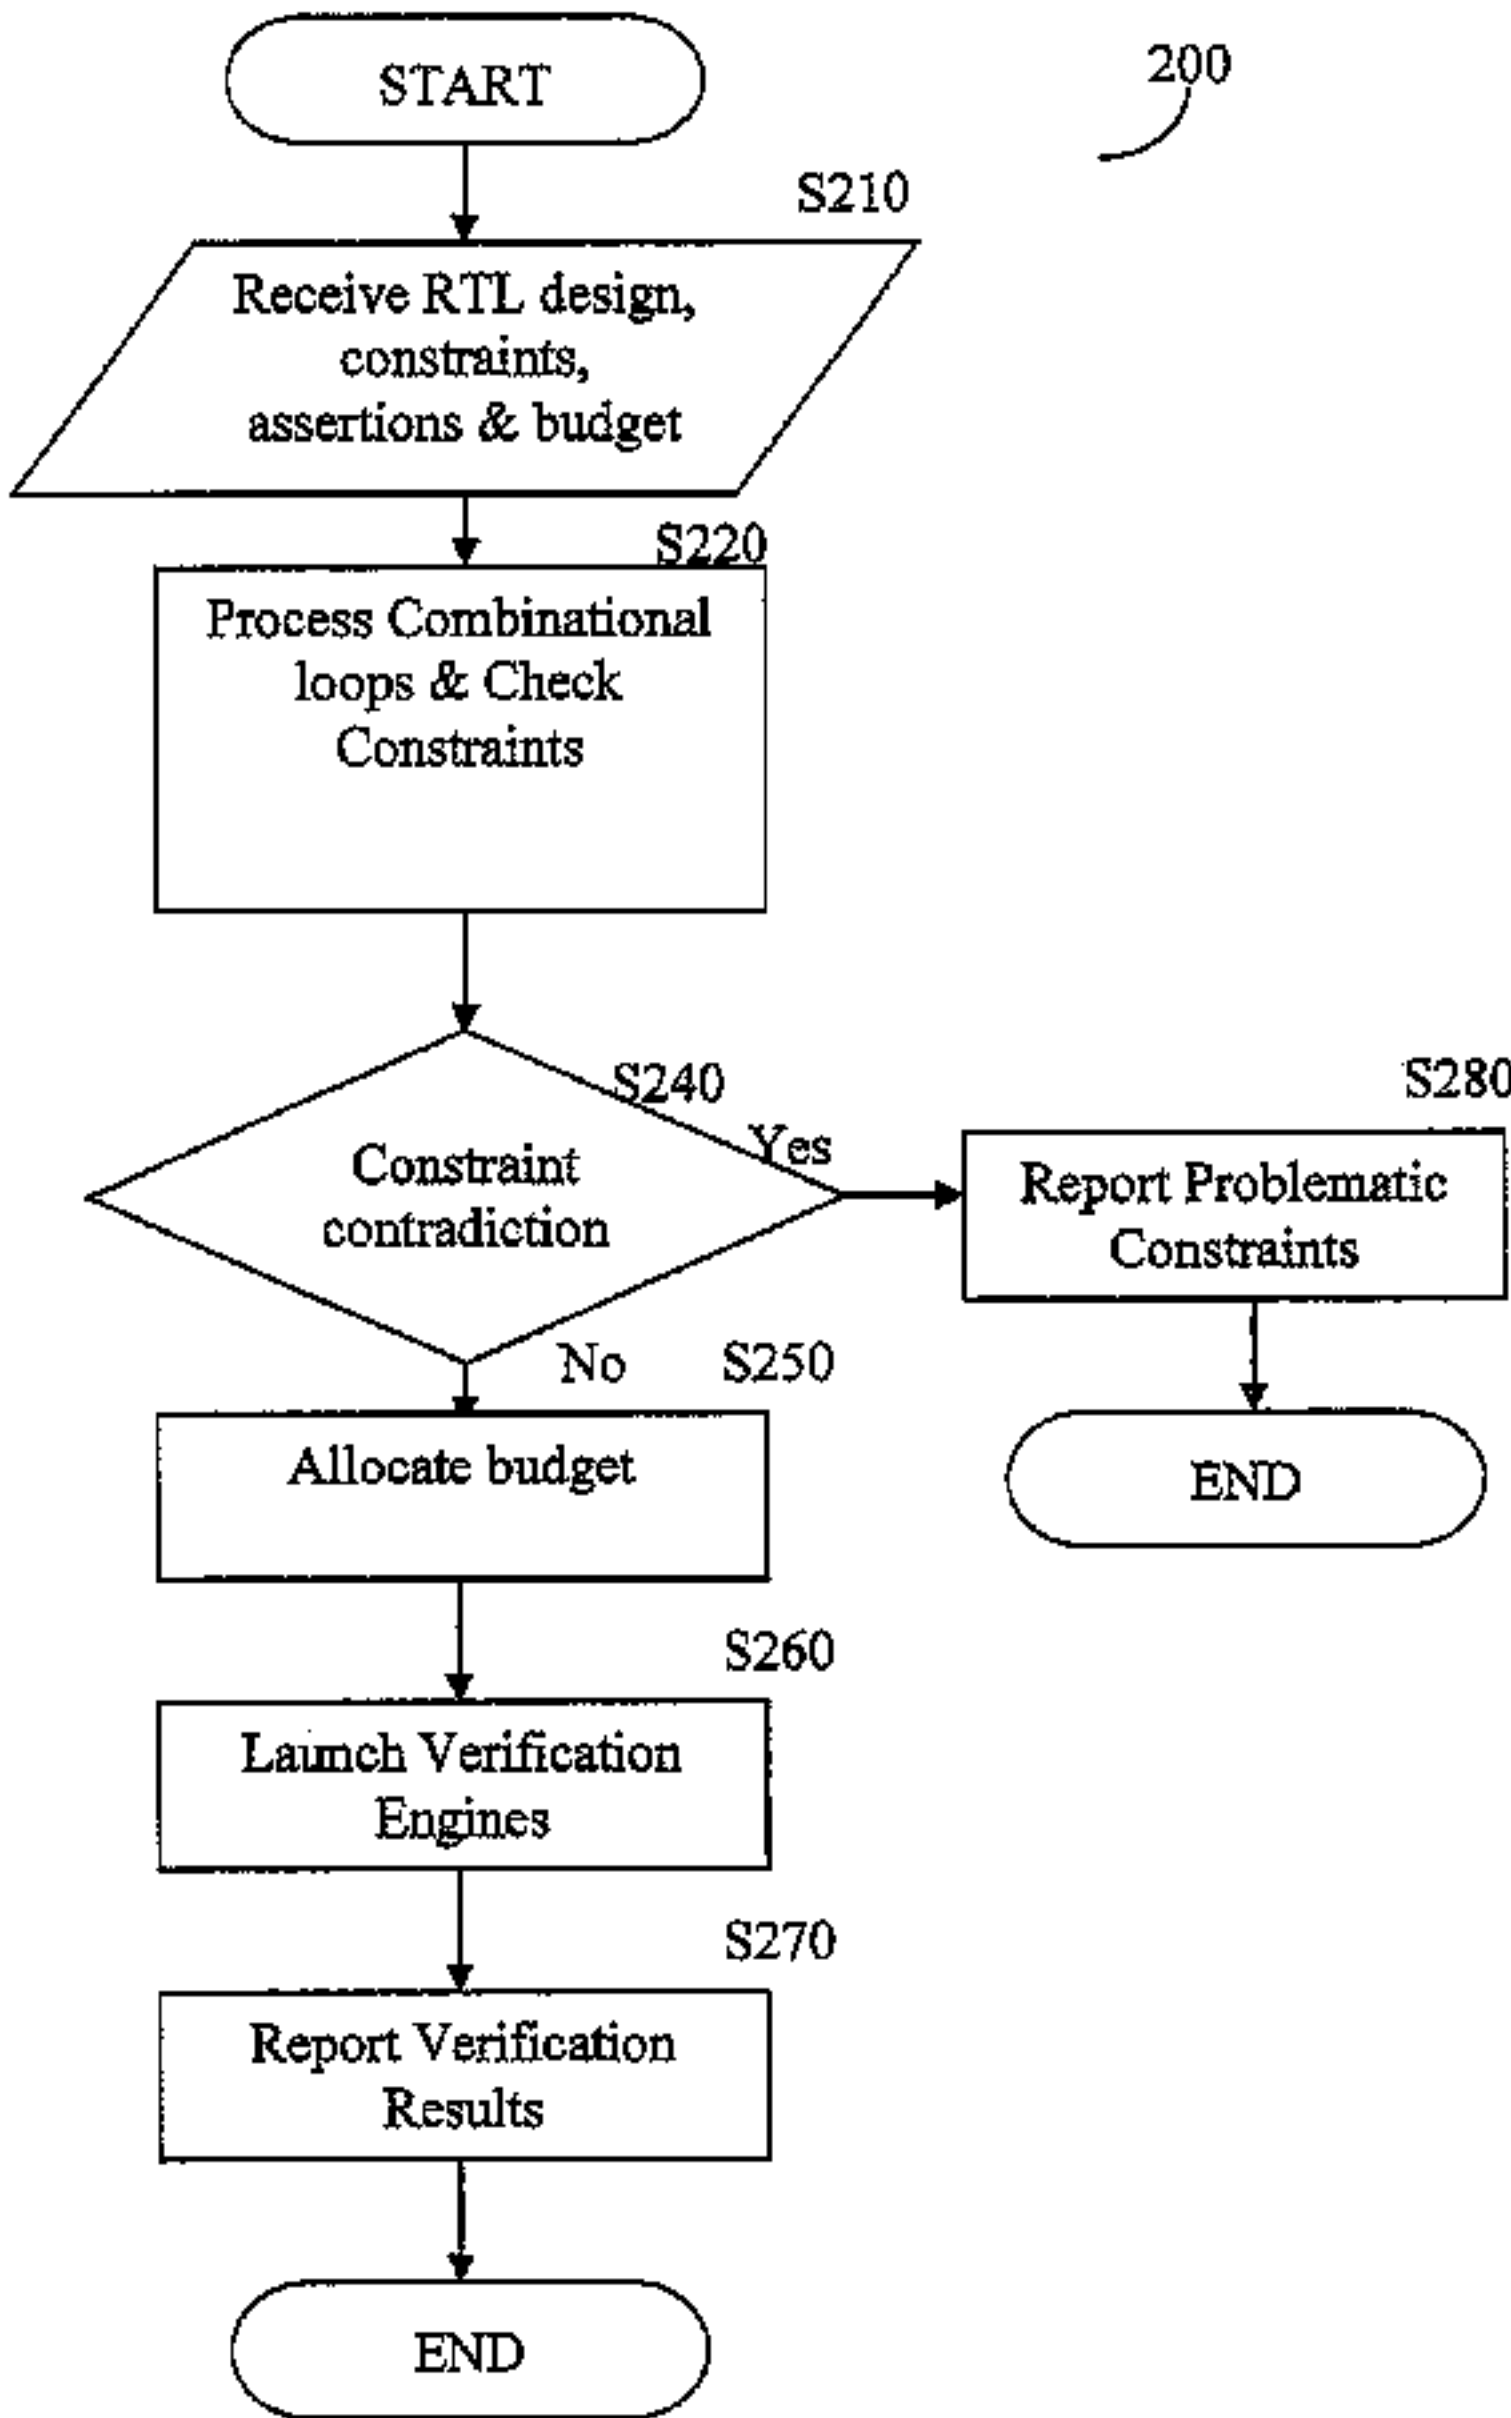 START
200
S210
Receive RTL design,
constraints,
assertions & budget
S220
Process Combinational
loops & Check
Constraints
S240
Constraint
contradiction
Yes
S280
Report Problematic
Constraints
END
No
S250
Allocate budget
S260
Launch Verification
Engines
S270
Report Verification
Results
END